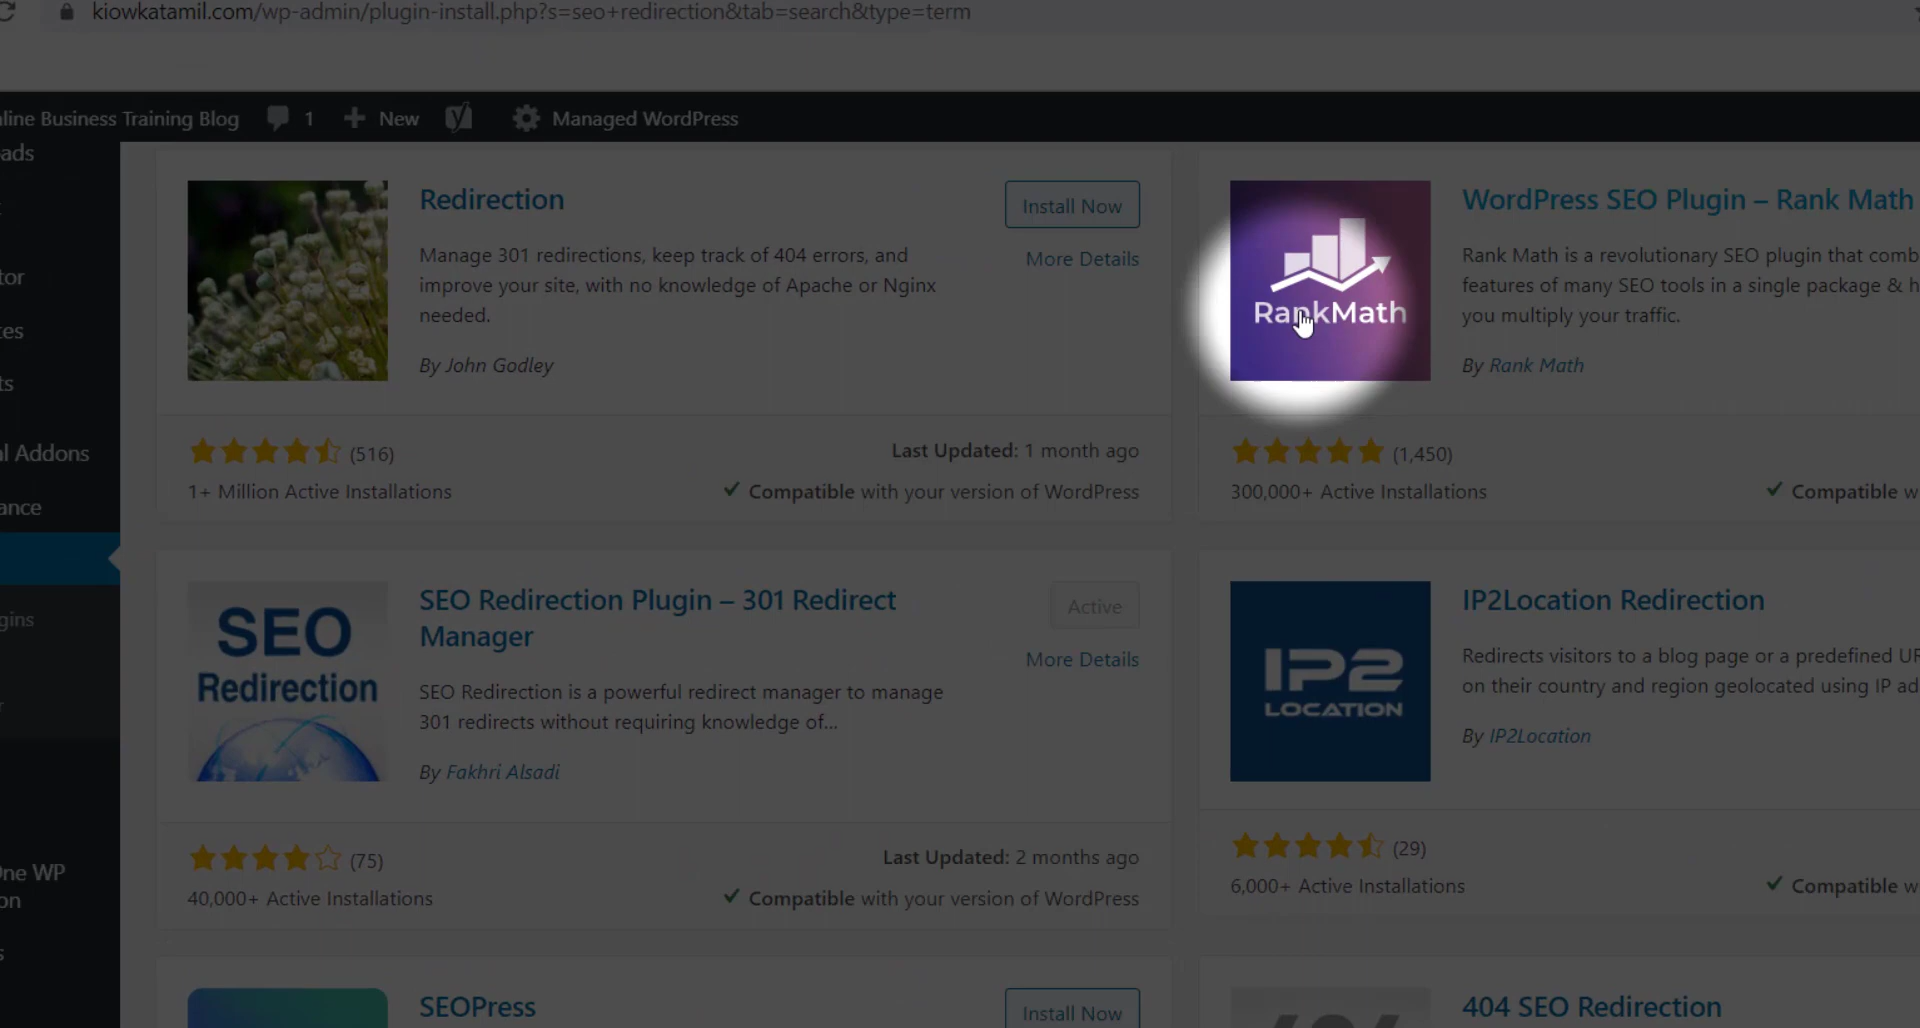 kiowkatamil.com/wp-admin/plugin-install.php?s=seo+redirection&tab=search&type=term
line Business Training Blog 1 New Managed WordPress
ads
tor
tes
ts
l Addons
ance
gins
r
One WP
on
s
Redirection
Install Now
More Details
Manage 301 redirections, keep track of 404 errors, and
improve your site, with no knowledge of Apache or Nginx
needed.
By John Godley
(516)
Last Updated: 1 month ago
1+ Million Active Installations
Compatible with your version of WordPress
RankMath
WordPress SEO Plugin – Rank Math
Rank Math is a revolutionary SEO plugin that comb
features of many SEO tools in a single package & h
you multiply your traffic.
By Rank Math
(1,450)
300,000+ Active Installations
Compatible w
SEO
Redirection
SEO Redirection Plugin – 301 Redirect
Manager
Active
More Details
SEO Redirection is a powerful redirect manager to manage
301 redirects without requiring knowledge of...
By Fakhri Alsadi
(75)
Last Updated: 2 months ago
40,000+ Active Installations
Compatible with your version of WordPress
IP2
LOCATION
IP2Location Redirection
Redirects visitors to a blog page or a predefined UR
on their country and region geolocated using IP ad
By IP2Location
(29)
6,000+ Active Installations
Compatible w
SEOPress
Install Now
404
404 SEO Redirection